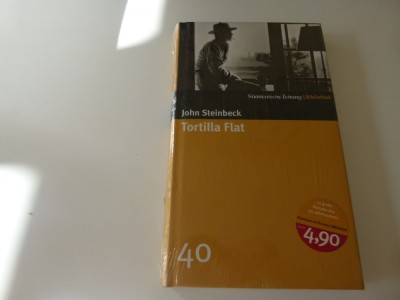 Süddeutsche Zeitung | Bibliothek
John Steinbeck
Tortilla Flat
4,90
40